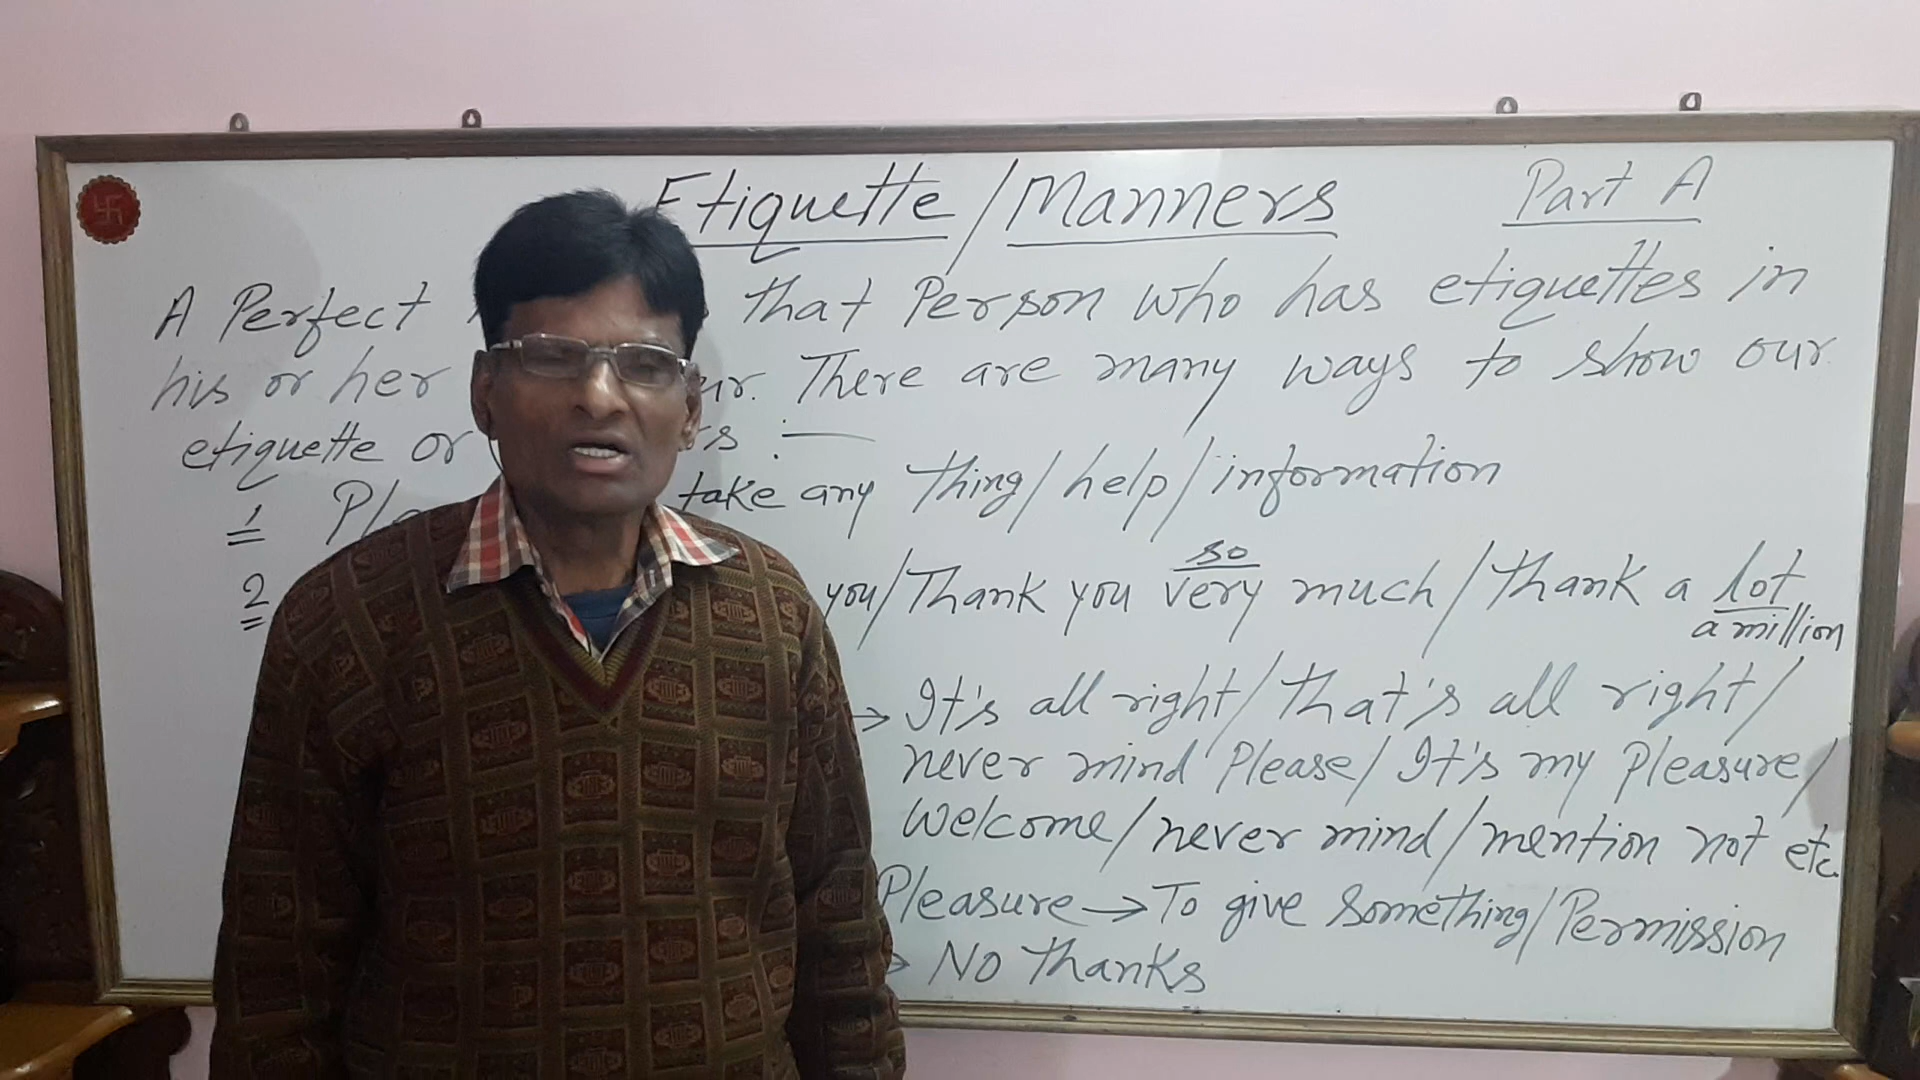 Etiquette/Manners
Part A
A Perfect that Person who has etiquettes in
his or her ur. There are many ways to show our
etiquette or rs :—
1 take any thing/help/information
2 you/Thank you very much/thank a lot
so
a million
→ It's all right/that's all right/
never mind please/It's my pleasure/
Welcome/never mind/mention not etc.
Pleasure → To give something/Permission
→ No thanks